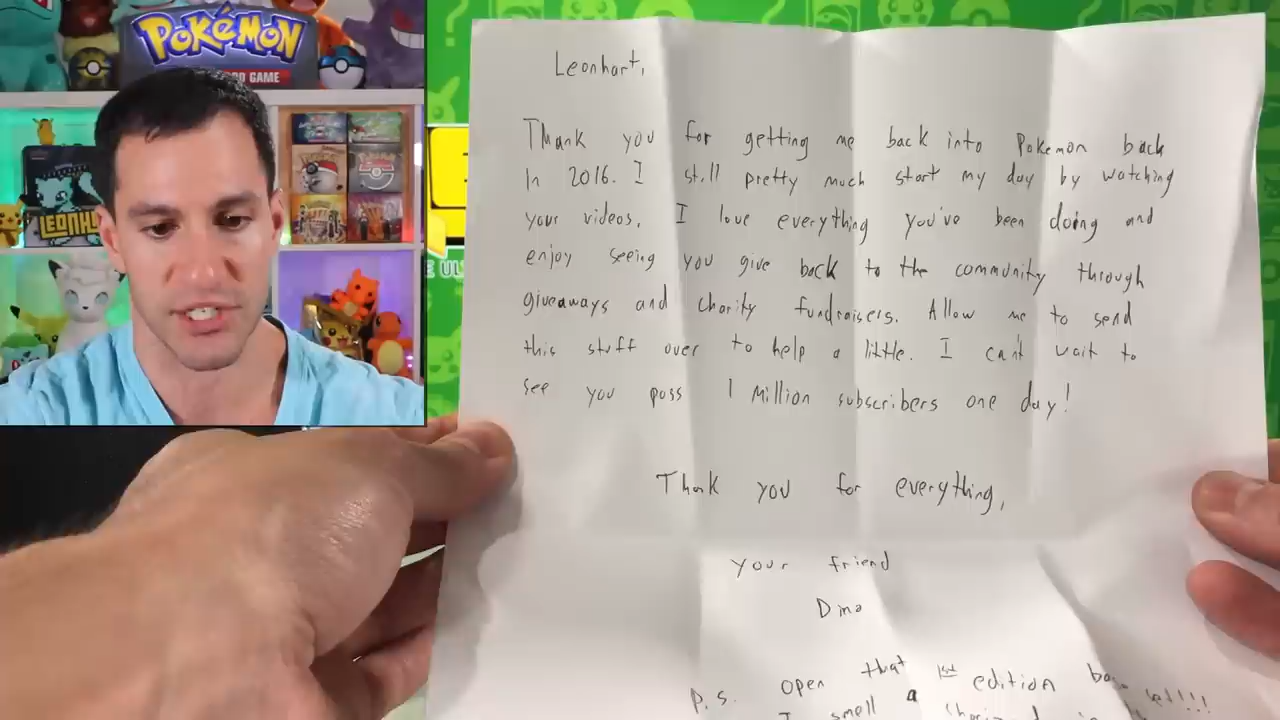 POKéMON
CARD GAME
LEONH
Leonhart,
Thank you for getting me back into Pokemon back
In 2016. I still pretty much start my day by watching
your videos. I love everything you've been doing and
enjoy seeing you give back to the community through
giveaways and charity fundraisers. Allow me to send
this stuff over to help a little. I can't wait to
see you pass 1 Million subscribers one day!
Thank you for everything,
your friend
Dino
P.S. open that 1st edition base set!!!
I smell a